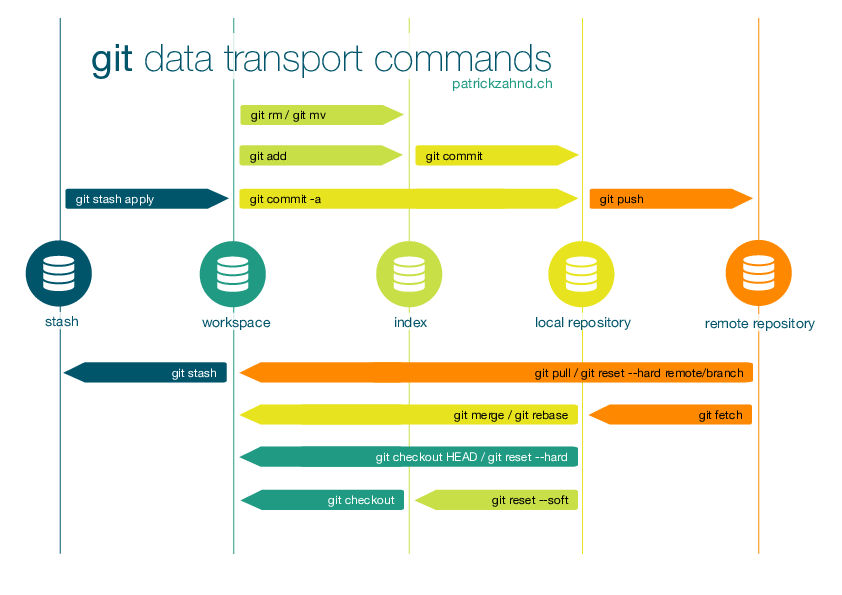 git data transport commands
patrickzahnd.ch
git rm / git mv
git add
git commit
git stash apply
git commit -a
git push
stash
workspace
index
local repository
remote repository
git stash
git pull / git reset --hard remote/branch
git merge / git rebase
git fetch
git checkout HEAD / git reset --hard
git checkout
git reset --soft